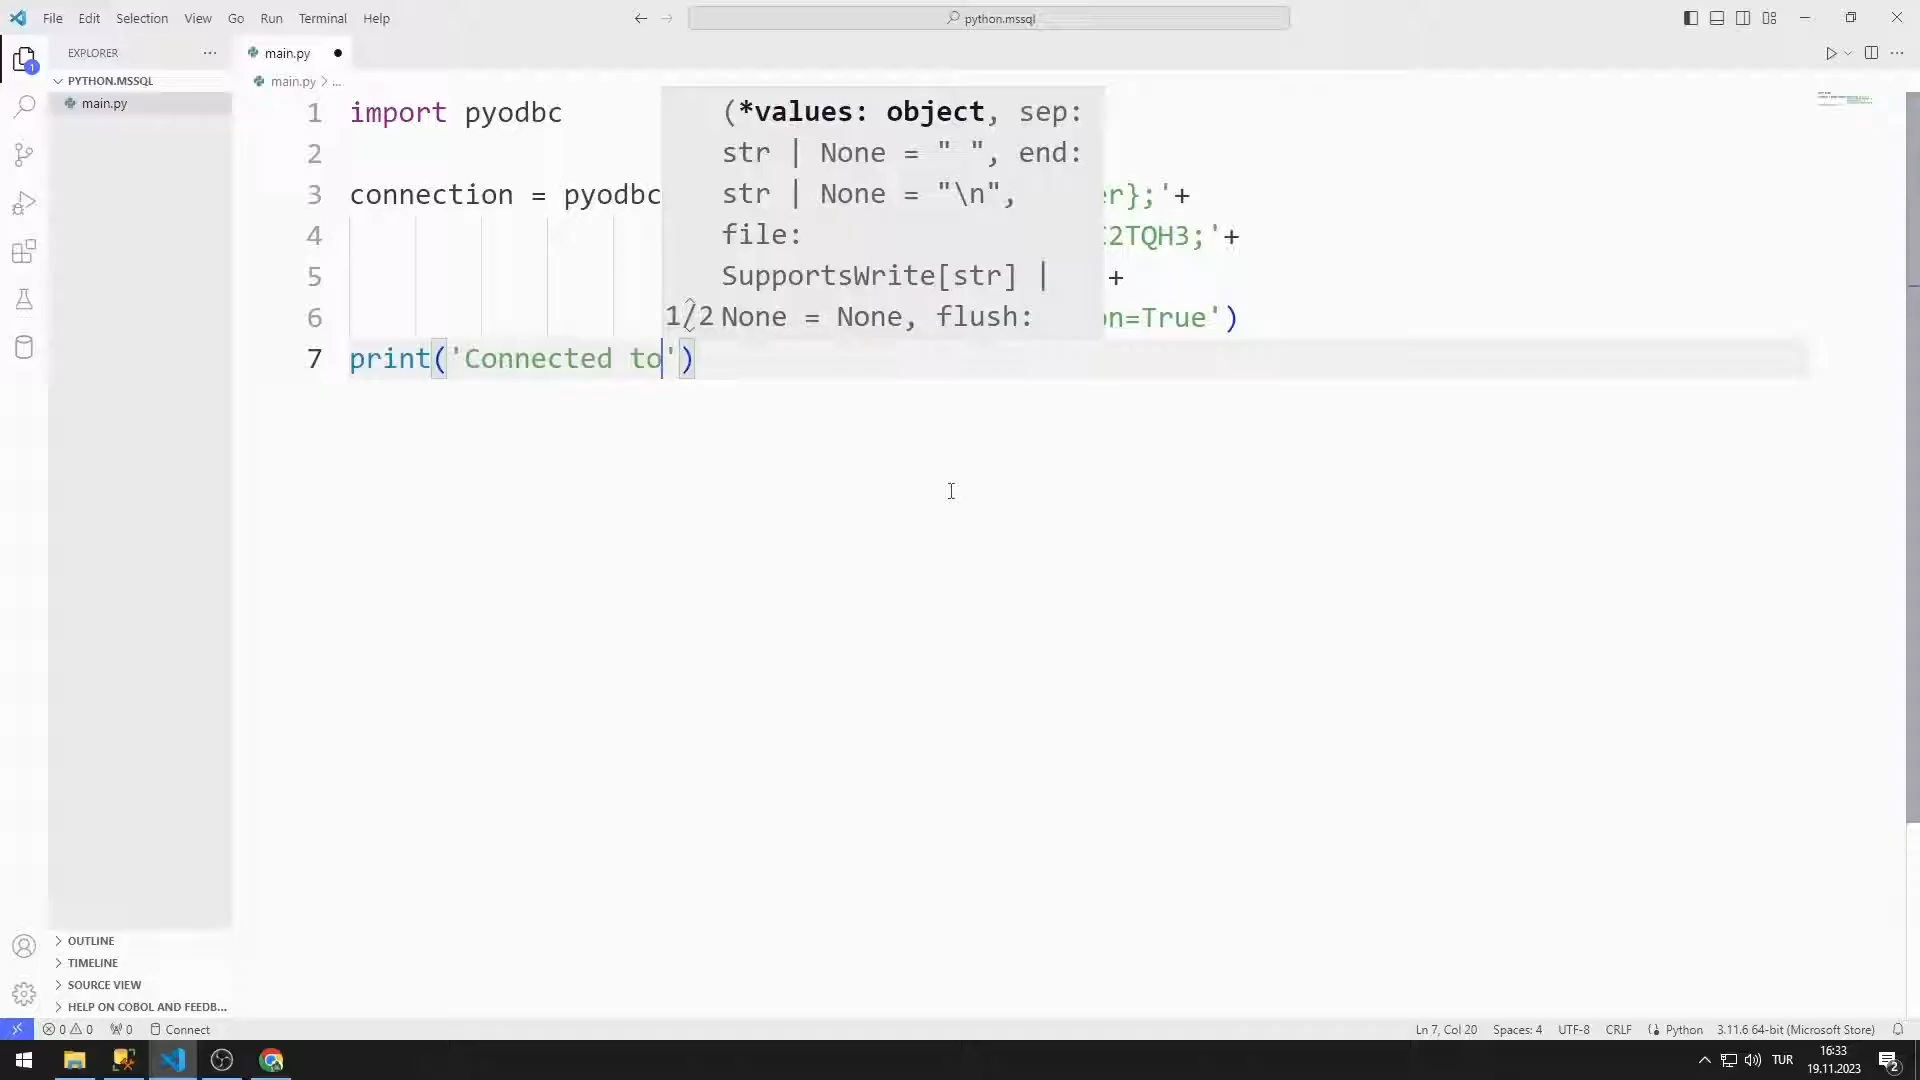 File Edit Selection View Go Run Terminal Help
python.mssql
EXPLORER
main.py
PYTHON.MSSQL
main.py > ...
main.py
1 import pyodbc
2
3 connection = pyodbc er};'+
4 2TQH3;'+
5 +
6 n=True')
7 print('Connected to')
(*values: object, sep:
str | None = " ", end:
str | None = "\n",
file:
SupportsWrite[str] |
1/2 None = None, flush:
OUTLINE
TIMELINE
SOURCE VIEW
HELP ON COBOL AND FEEDB...
1
0 0 0 Connect
Ln 7, Col 20 Spaces: 4 UTF-8 CRLF Python 3.11.6 64-bit (Microsoft Store)
TUR
16:33
19.11.2023
2